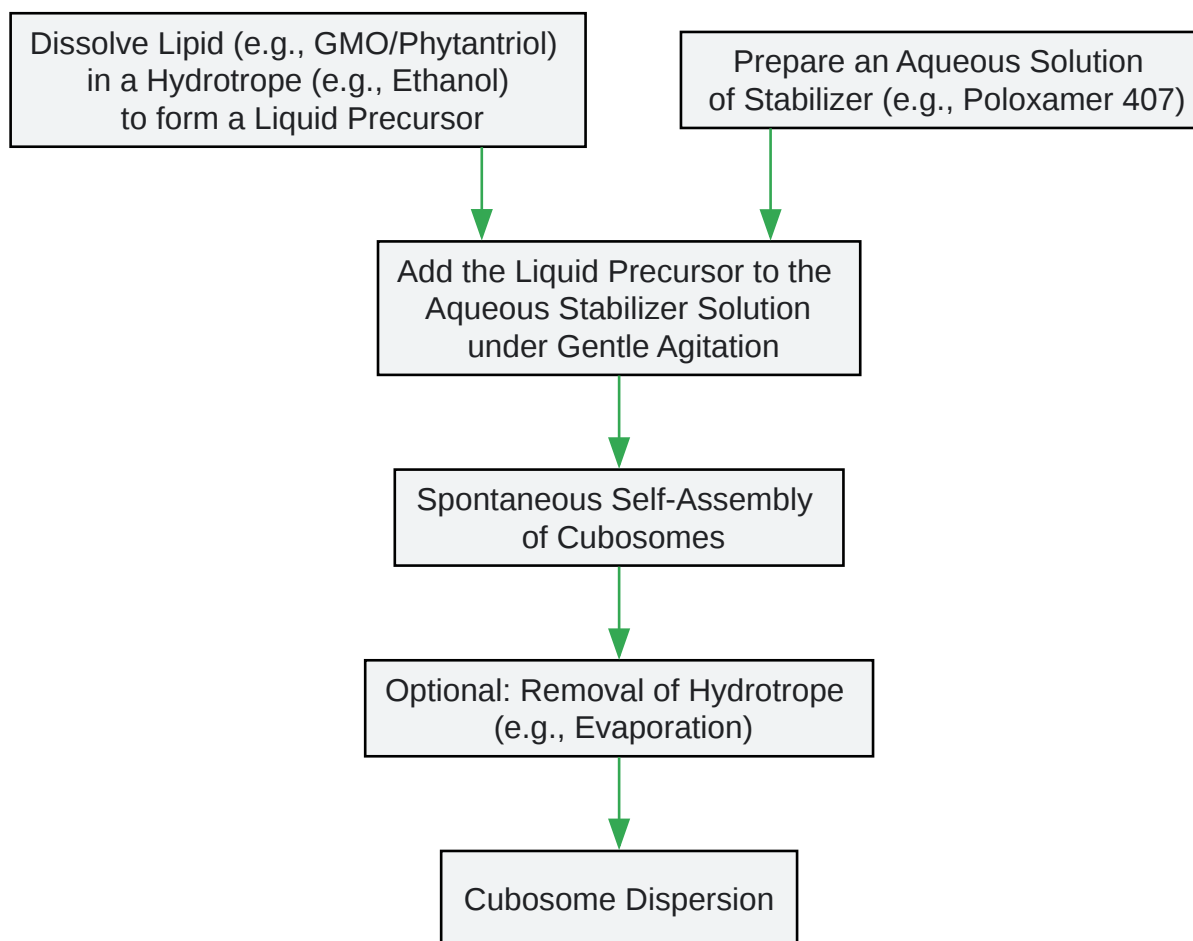 Dissolve Lipid (e.g., GMO/Phytantriol)
in a Hydrotrope (e.g., Ethanol)
to form a Liquid Precursor
Prepare an Aqueous Solution
of Stabilizer (e.g., Poloxamer 407)
Add the Liquid Precursor to the
Aqueous Stabilizer Solution
under Gentle Agitation
Spontaneous Self-Assembly
of Cubosomes
Optional: Removal of Hydrotrope
(e.g., Evaporation)
Cubosome Dispersion